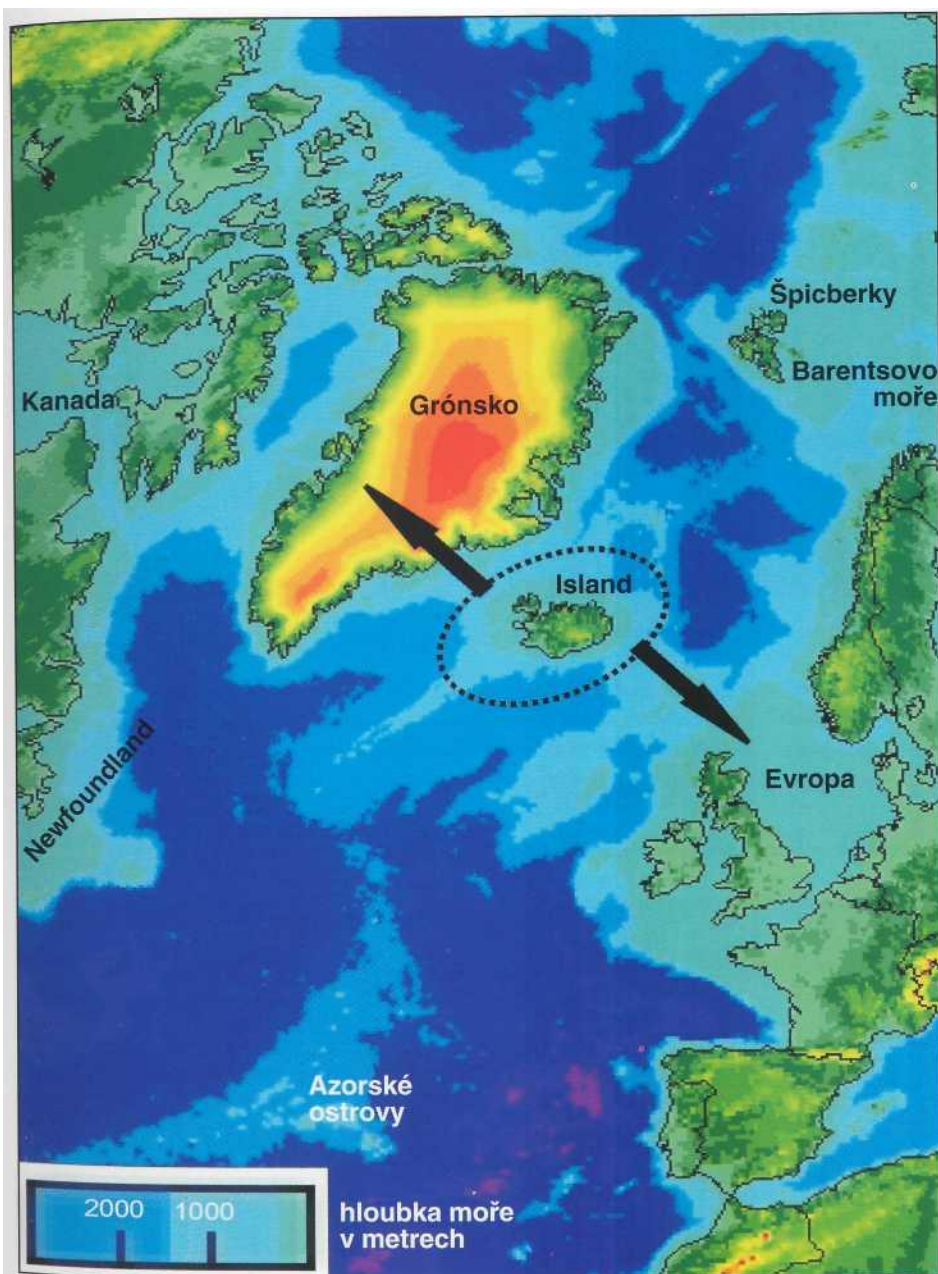 Špicberky
Barentsovo
moře
Kanada
Grónsko
Island
Newfoundland
Evropa
Azorské
ostrovy
2000 1000
hloubka moře
v metrech